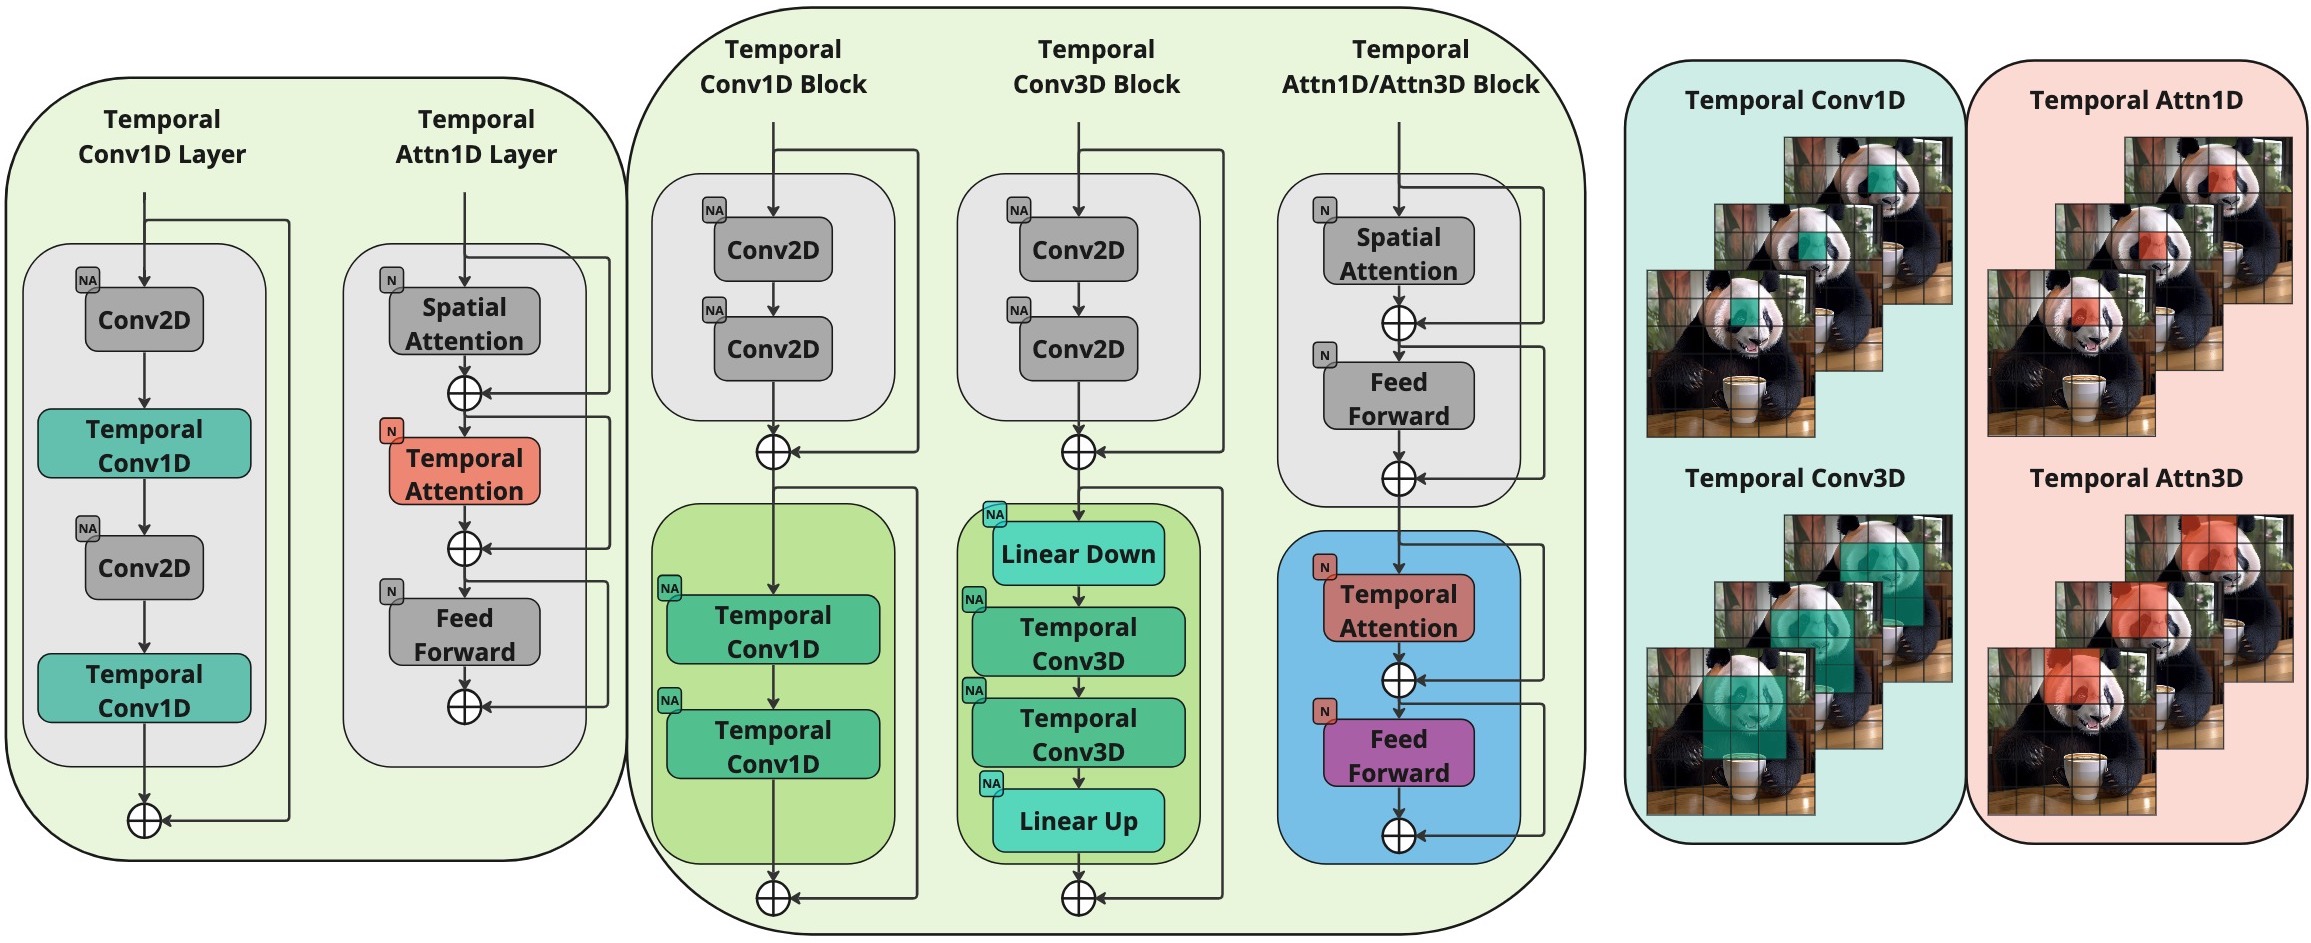 Temporal
Conv1D Layer
NA
Conv2D
Temporal
Conv1D
NA
Conv2D
Temporal
Conv1D
Temporal
Attn1D Layer
N
Spatial
Attention
N
Temporal
Attention
N
Feed
Forward
Temporal
Conv1D Block
NA
Conv2D
NA
Conv2D
NA
Temporal
Conv1D
NA
Temporal
Conv1D
Temporal
Conv3D Block
NA
Conv2D
NA
Conv2D
NA
Linear Down
NA
Temporal
Conv3D
NA
Temporal
Conv3D
NA
Linear Up
Temporal
Attn1D/Attn3D Block
N
Spatial
Attention
N
Feed
Forward
N
Temporal
Attention
N
Feed
Forward
Temporal Conv1D
Temporal Conv3D
Temporal Attn1D
Temporal Attn3D